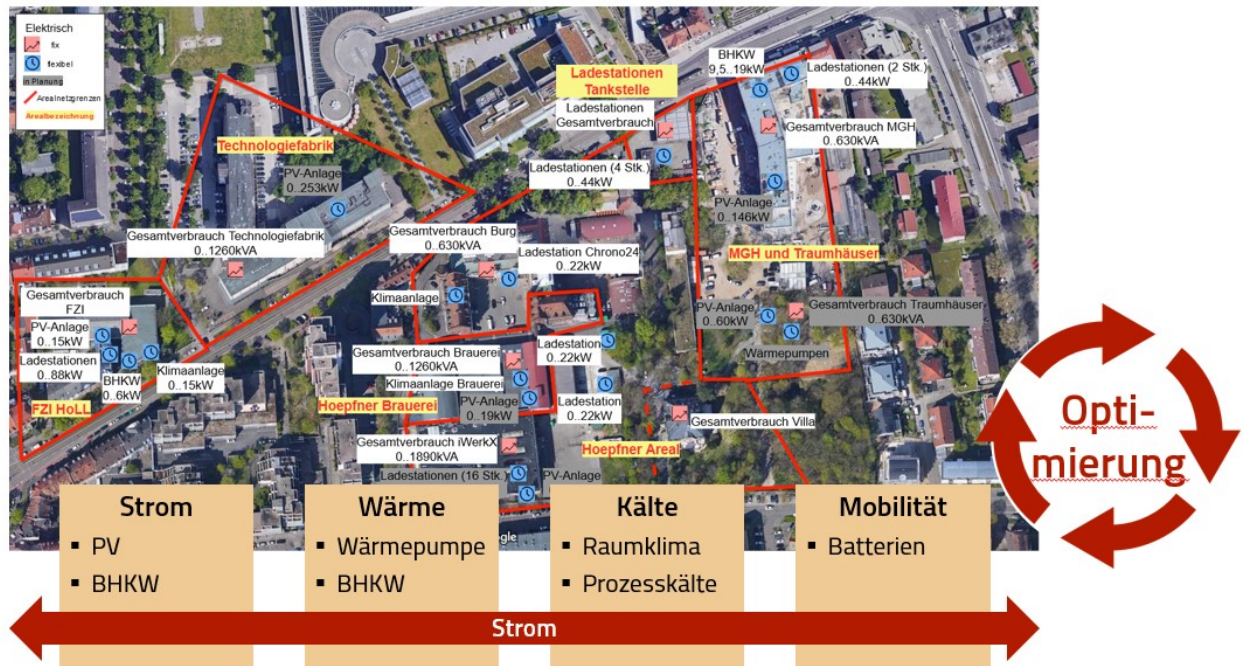 Elektrisch
fix
flexibel
in Planung
Arealnetzgrenzen
Arealbezeichnung
Technologiefabrik
PV-Anlage
0..253kW
Gesamtverbrauch Technologiefabrik
0..1260kVA
Gesamtverbrauch
FZI
PV-Anlage
0..15kW
Ladestationen
0..88kW
BHKW
0..6kW
Klimaanlage
0..15kW
FZI HoLL
Ladestationen
Tankstelle
Ladestationen
Gesamtverbrauch
Ladestationen (4 Stk.)
0..44kW
BHKW
9,5..19kW
Ladestationen (2 Stk.)
0..44kW
Gesamtverbrauch MGH
0..630kVA
PV-Anlage
0..146kW
MGH und Traumhäuser
PV-Anlage
0..60kW
Gesamtverbrauch Traumhäuser
0..630kVA
Wärmepumpen
Gesamtverbrauch Burg
0..630kVA
Ladestation Chrono24
0..22kW
Klimaanlage
Gesamtverbrauch Brauerei
0..1260kVA
Klimaanlage Brauerei
PV-Anlage
0..19kW
Hoepfner Brauerei
Ladestation
0..22kW
Ladestation
0..22kW
Gesamtverbrauch iWerkX
0..1890kVA
Ladestationen (16 Stk.)
PV-Anlage
Hoepfner Areal
Gesamtverbrauch Villa
Opti-
mierung
Strom
▪ PV
▪ BHKW
Wärme
▪ Wärmepumpe
▪ BHKW
Kälte
▪ Raumklima
▪ Prozesskälte
Mobilität
▪ Batterien
Strom